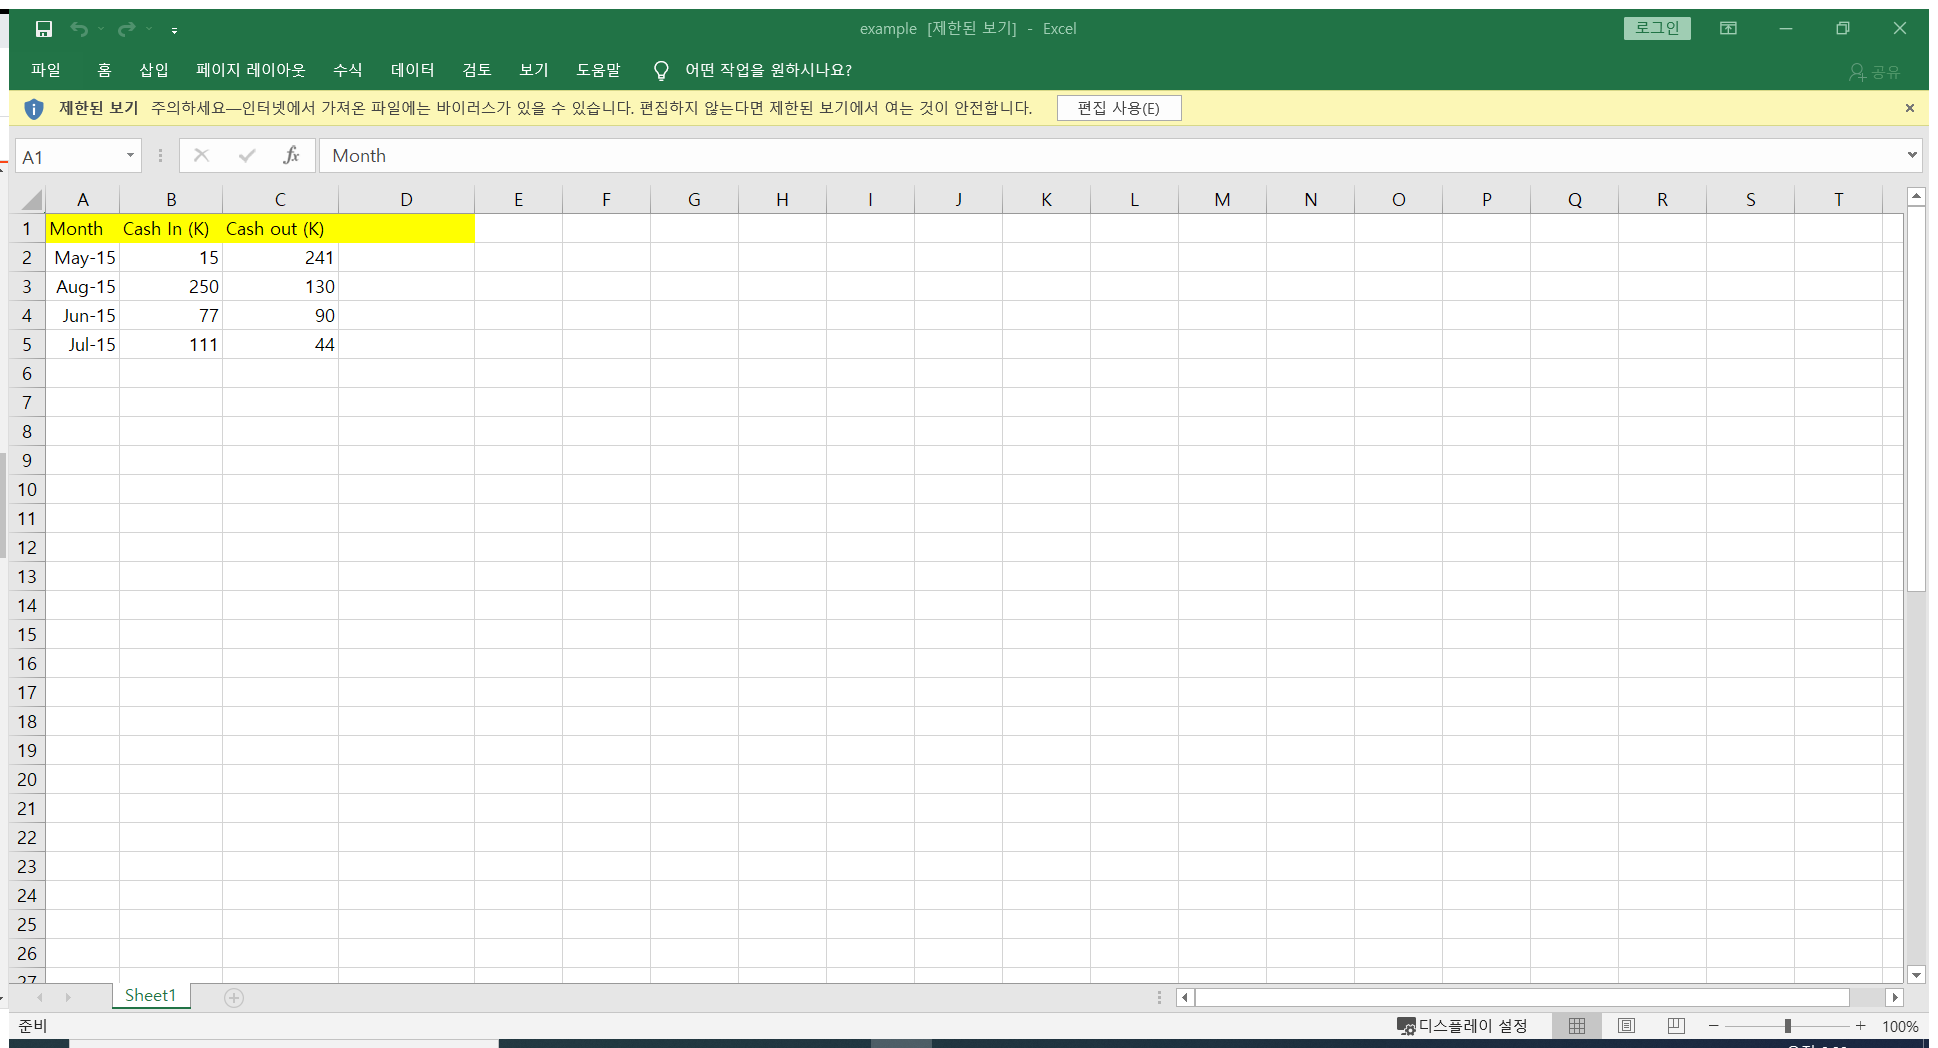 example [제한된 보기] - Excel 로그인
파일 홈 삽입 페이지 레이아웃 수식 데이터 검토 보기 도움말 어떤 작업을 원하시나요? 공유
제한된 보기 주의하세요—인터넷에서 가져온 파일에는 바이러스가 있을 수 있습니다. 편집하지 않는다면 제한된 보기에서 여는 것이 안전합니다. 편집 사용(E)
A1 fx Month
A B C D E F G H I J K L M N O P Q R S T
1 Month Cash In (K) Cash out (K)
2 May-15 15 241
3 Aug-15 250 130
4 Jun-15 77 90
5 Jul-15 111 44
6
7
8
9
10
11
12
13
14
15
16
17
18
19
20
21
22
23
24
25
26
27
Sheet1
준비 디스플레이 설정 100%